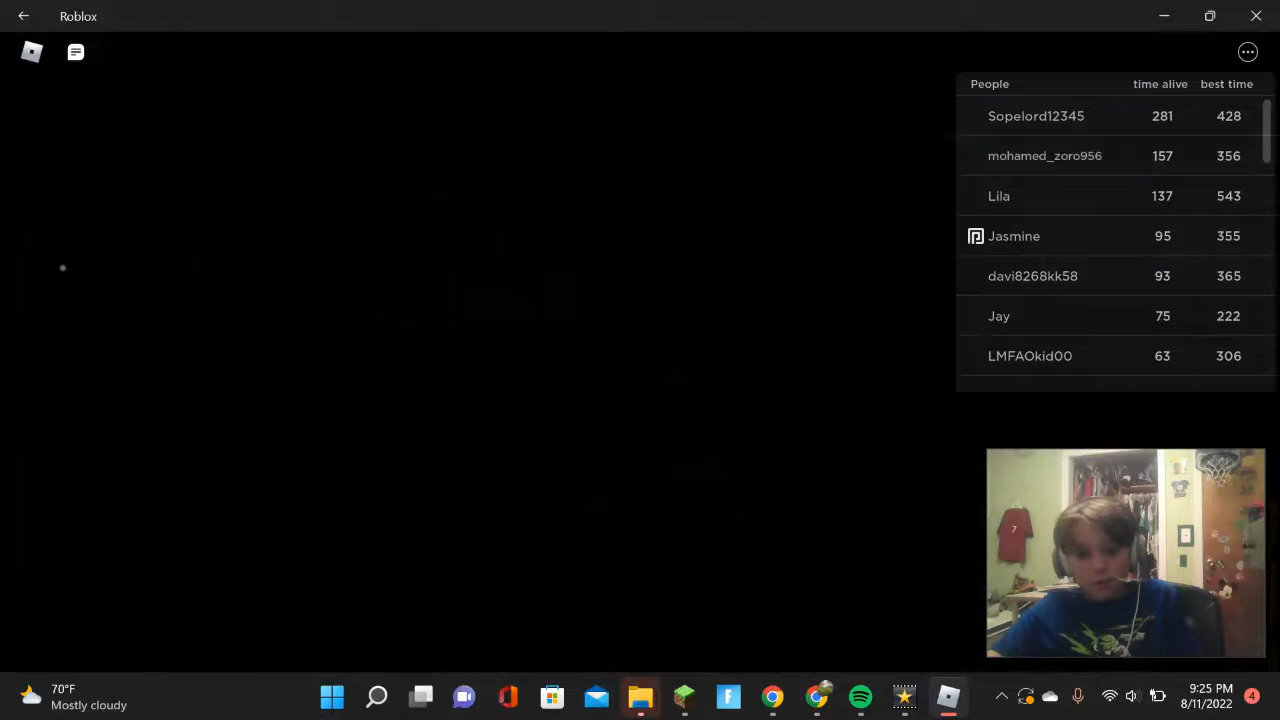 Roblox
People time alive best time
Sopelord12345 281 428
mohamed_zoro956 157 356
Lila 137 543
Jasmine 95 355
davi8268kk58 93 365
Jay 75 222
LMFAOkid00 63 306
7
70°F
Mostly cloudy
9:25 PM
8/11/2022
4